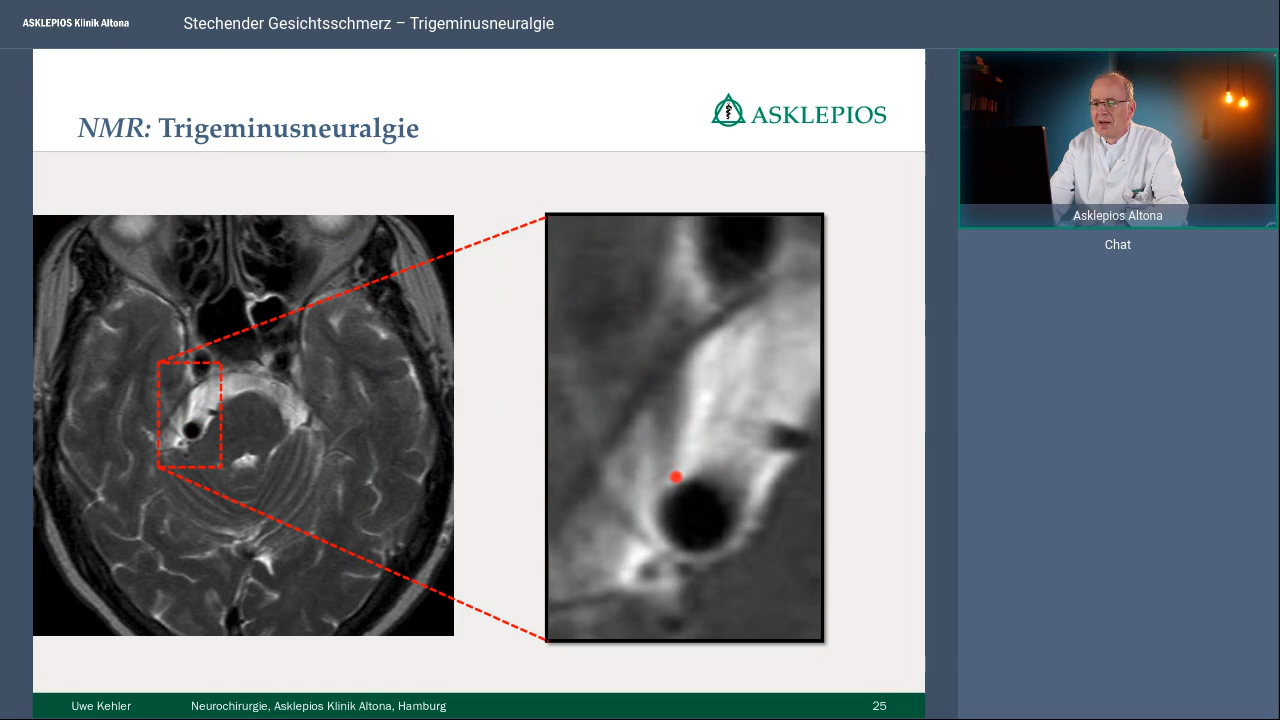 ASKLEPIOS Klinik Altona
Stechender Gesichtsschmerz – Trigeminusneuralgie
NMR: Trigeminusneuralgie
ASKLEPIOS
Asklepios Altona
Chat
Uwe Kehler
Neurochirurgie, Asklepios Klinik Altona, Hamburg
25